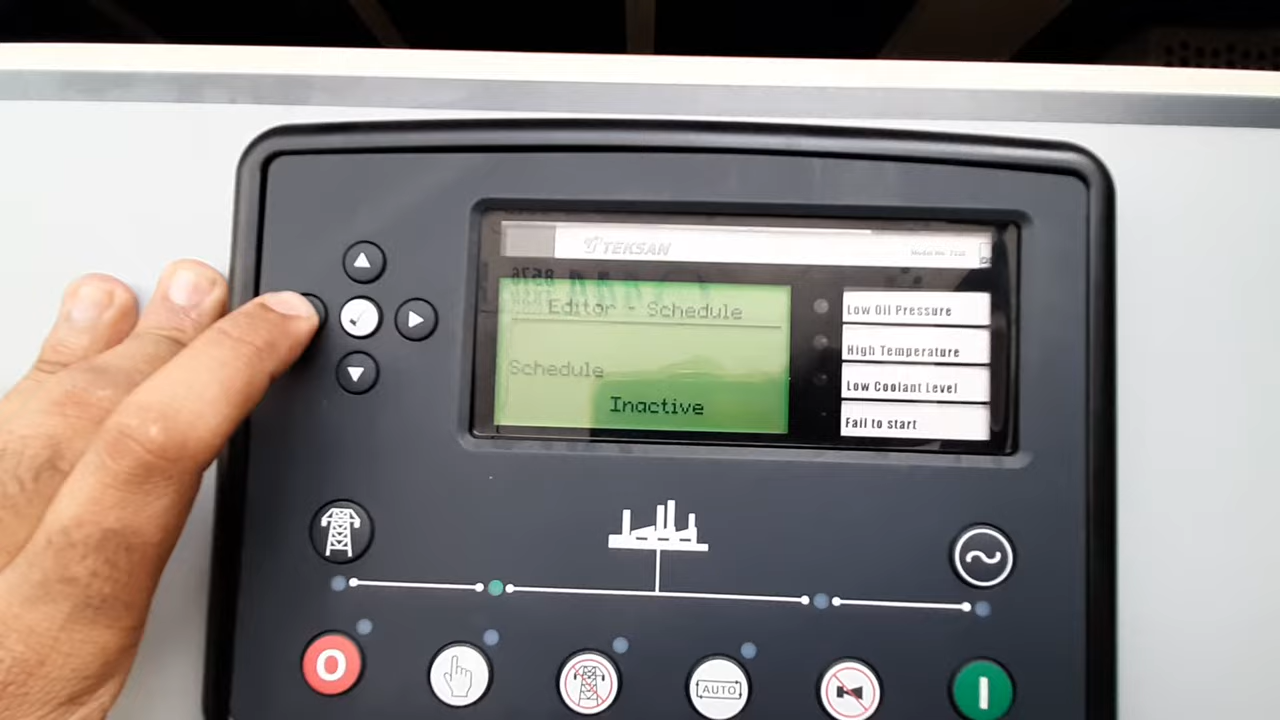 TEKSAN
Editor - Schedule
Schedule
Inactive
Low Oil Pressure
High Temperature
Low Coolant Level
Fail to start
O
AUTO
I